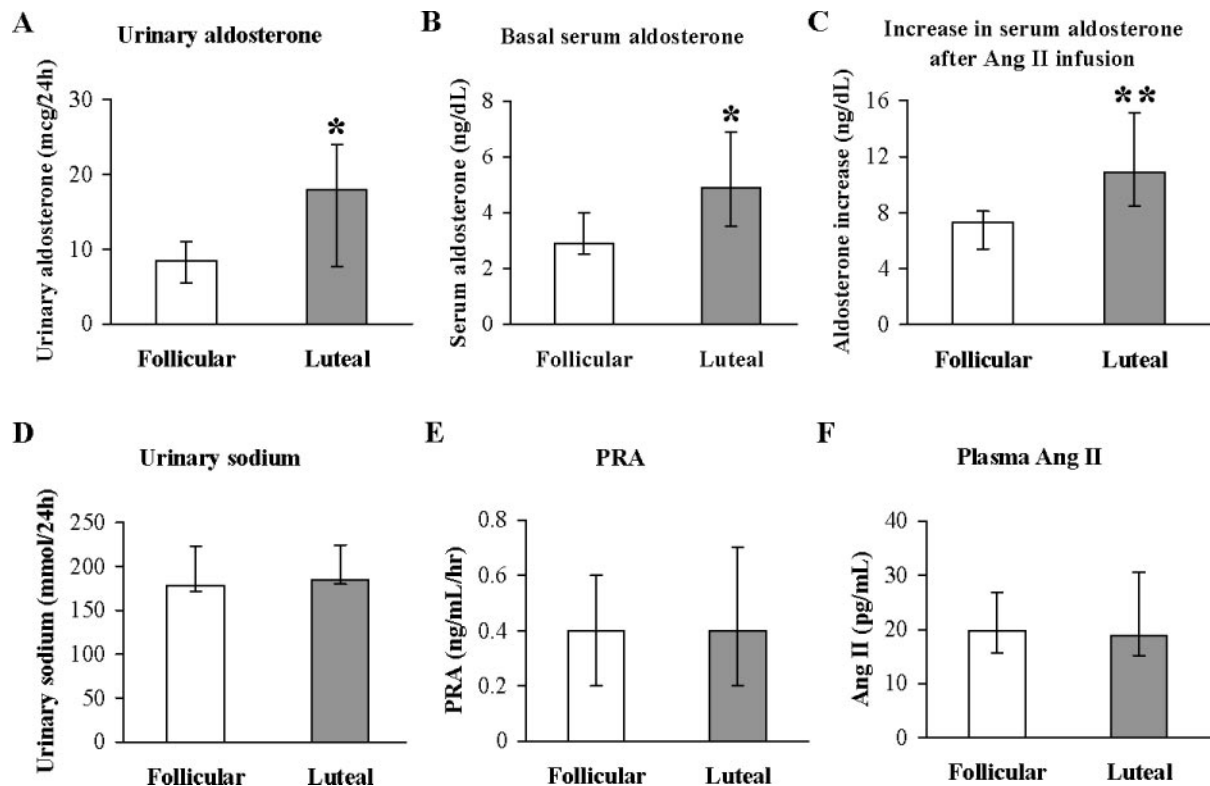 A
Urinary aldosterone
Urinary aldosterone (mcg/24h)
30
20
10
0
*
Follicular
Luteal
B
Basal serum aldosterone
Serum aldosterone (ng/dL)
8
6
4
2
0
*
Follicular
Luteal
C
Increase in serum aldosterone
after Ang II infusion
Aldosterone increase (ng/dL)
16
12
8
4
0
**
Follicular
Luteal
D
Urinary sodium
Urinary sodium (mmol/24h)
250
200
150
100
50
0
Follicular
Luteal
E
PRA
PRA (ng/mL/hr)
0.8
0.6
0.4
0.2
0
Follicular
Luteal
F
Plasma Ang II
Ang II (pg/mL)
40
30
20
10
0
Follicular
Luteal